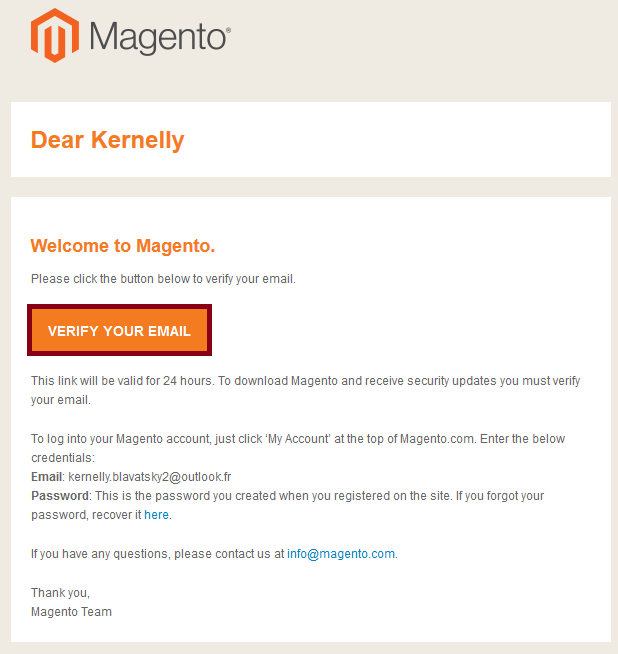 Magento®
Dear Kernelly
Welcome to Magento.
Please click the button below to verify your email.
VERIFY YOUR EMAIL
This link will be valid for 24 hours. To download Magento and receive security updates you must verify
your email.
To log into your Magento account, just click ‘My Account’ at the top of Magento.com. Enter the below
credentials:
Email: kernelly.blavatsky2@outlook.fr
Password: This is the password you created when you registered on the site. If you forgot your
password, recover it here.
If you have any questions, please contact us at info@magento.com.
Thank you,
Magento Team